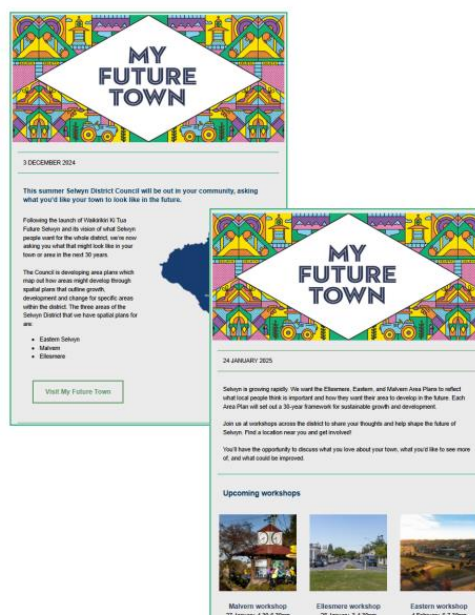 MY
FUTURE
TOWN
3 DECEMBER 2024
This summer Selwyn District Council will be out in your community, asking
what you'd like your town to look like in the future.
Following the launch of Waikirikiri Ki Tua
Future Selwyn and its vision of what Selwyn
people want for the whole district, we're now
asking you what that might look like in your
town or area in the next 30 years.
The Council is developing area plans which
map out how areas might develop through
spatial plans that outline growth,
development and change for specific areas
within the district. The three areas of the
Selwyn District that we have spatial plans for
are:
Eastern Selwyn
Malvern
Ellesmere
Visit My Future Town
MY
FUTURE
TOWN
24 JANUARY 2025
Selwyn is growing rapidly. We want the Ellesmere, Eastern, and Malvern Area Plans to reflect
what local people think is important and how they want their area to develop in the future. Each
Area Plan will set out a 30-year framework for sustainable growth and development.
Join us at workshops across the district to share your thoughts and help shape the future of
Selwyn. Find a location near you and get involved!
You'll have the opportunity to discuss what you love about your town, what you'd like to see more
of, and what could be improved.
Upcoming workshops
Malvern workshop
Ellesmere workshop
Eastern workshop